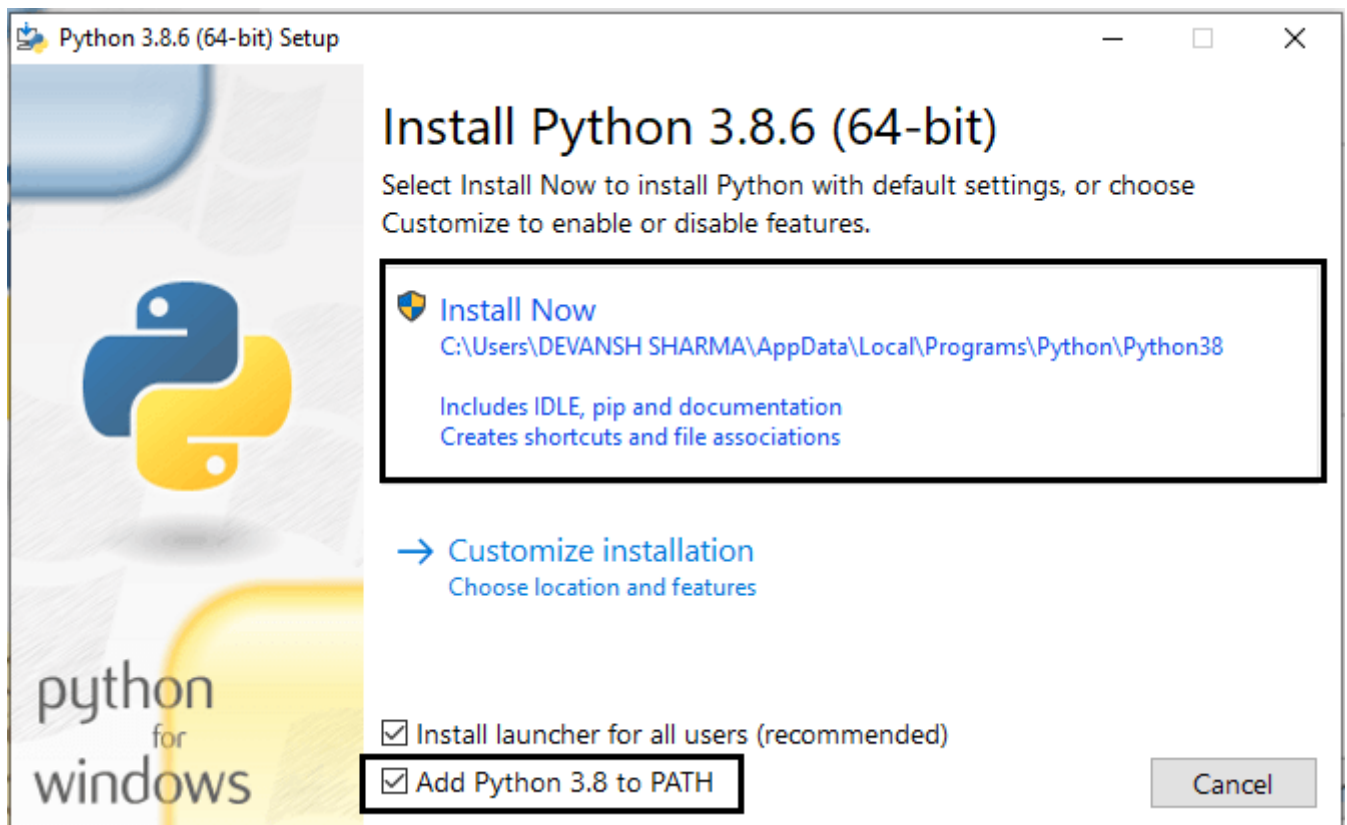 Python 3.8.6 (64-bit) Setup
Install Python 3.8.6 (64-bit)
Select Install Now to install Python with default settings, or choose
Customize to enable or disable features.
Install Now
C:\Users\DEVANSH SHARMA\AppData\Local\Programs\Python\Python38
Includes IDLE, pip and documentation
Creates shortcuts and file associations
Customize installation
Choose location and features
python
for
windows
Install launcher for all users (recommended)
Add Python 3.8 to PATH
Cancel